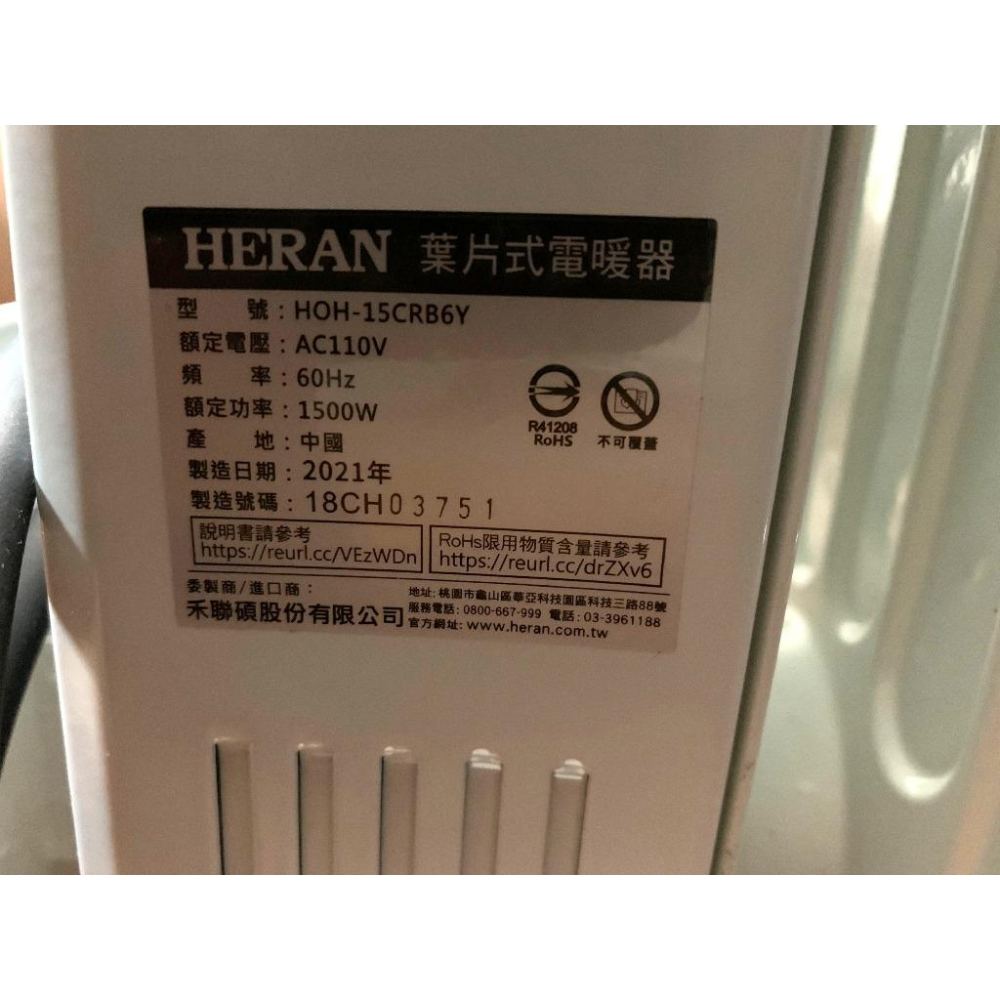 HERAN 葉片式電暖器
型 號：HOH-15CRB6Y
額定電壓：AC110V
頻 率：60Hz
額定功率：1500W
產 地：中國
製造日期：2021年
製造號碼：18CH03751
R41208
RoHS
不可覆蓋
說明書請參考
https://reurl.cc/VEzWDn
RoHs限用物質含量請參考
https://reurl.cc/drZXv6
委製商/進口商：
禾聯碩股份有限公司
地址：桃園市龜山區華亞科技園區科技三路88號
服務電話：0800-667-999 電話：03-3961188
官方網址：www.heran.com.tw